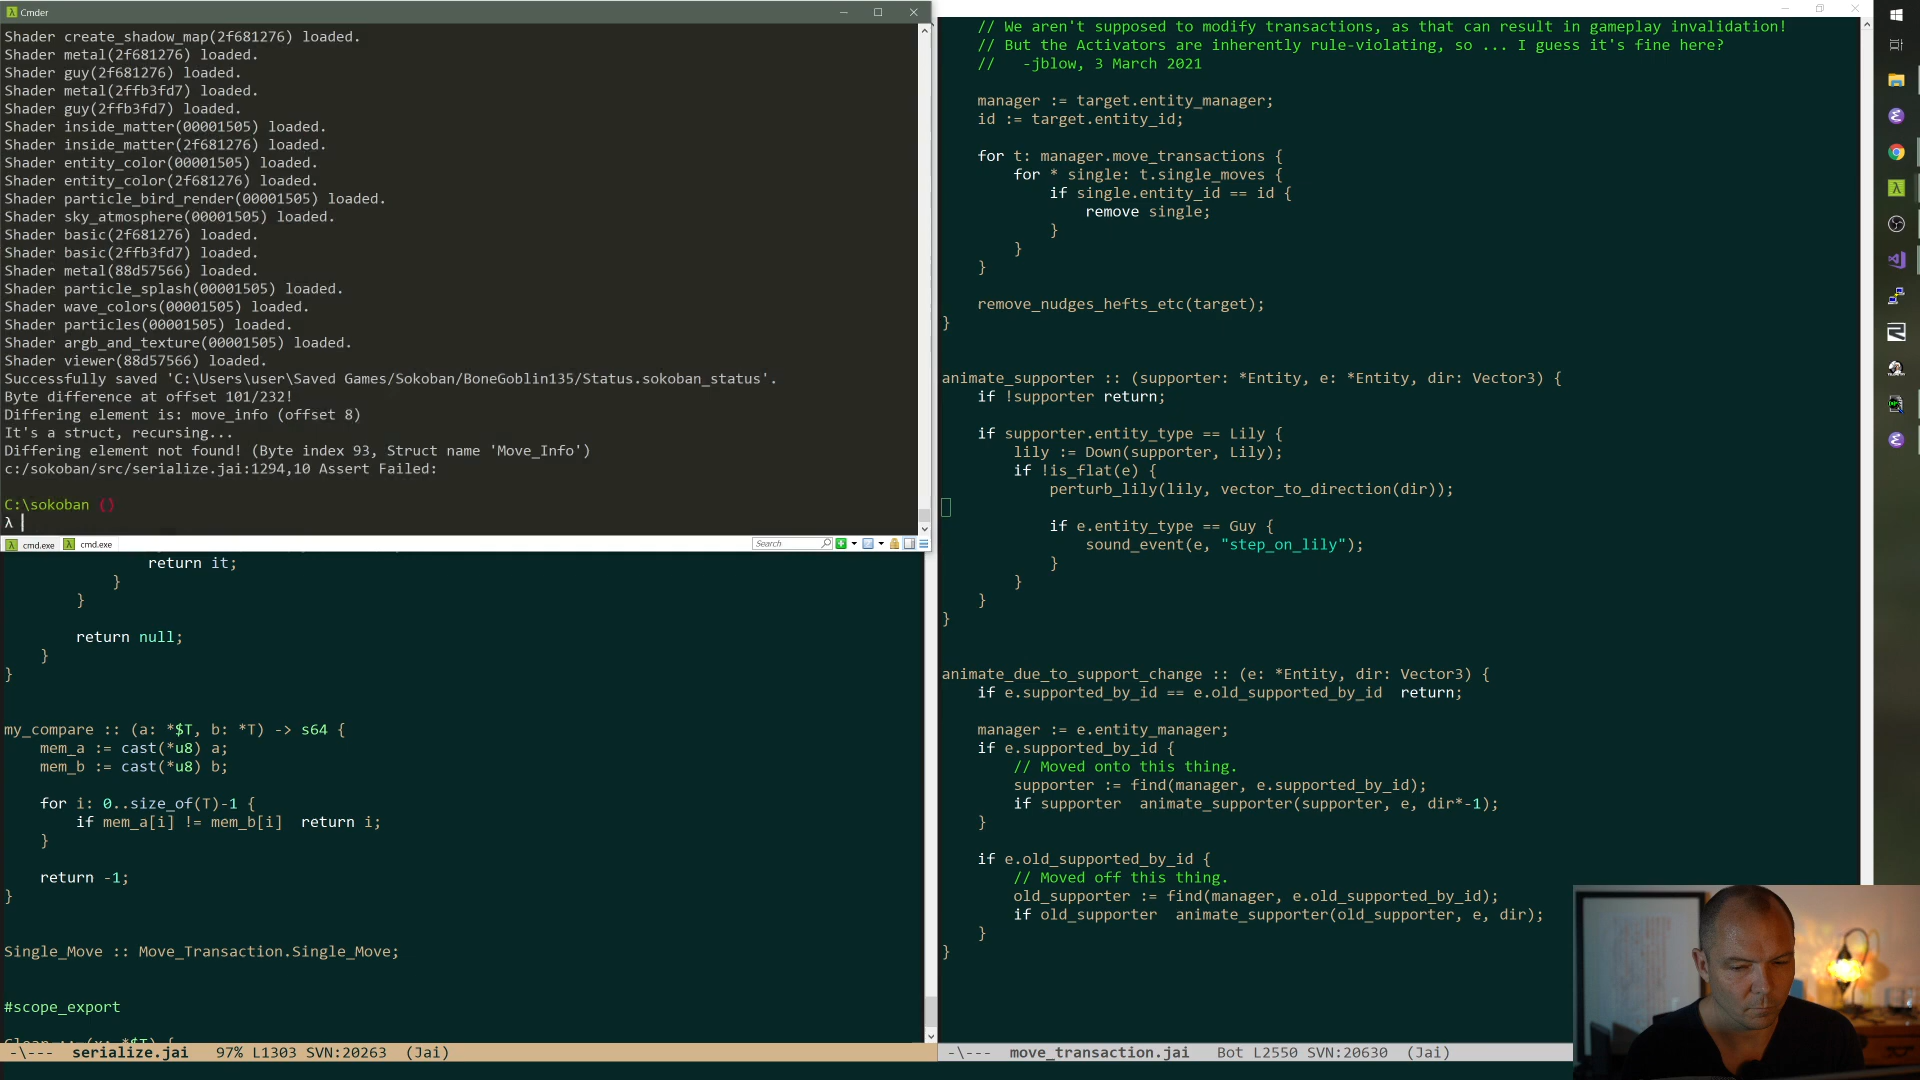 Cmder
Shader create_shadow_map(2f681276) loaded.
Shader metal(2f681276) loaded.
Shader guy(2f681276) loaded.
Shader metal(2ffb3fd7) loaded.
Shader guy(2ffb3fd7) loaded.
Shader inside_matter(00001505) loaded.
Shader inside_matter(2f681276) loaded.
Shader entity_color(00001505) loaded.
Shader entity_color(2f681276) loaded.
Shader particle_bird_render(00001505) loaded.
Shader sky_atmosphere(00001505) loaded.
Shader basic(2f681276) loaded.
Shader basic(2ffb3fd7) loaded.
Shader metal(88d57566) loaded.
Shader particle_splash(00001505) loaded.
Shader wave_colors(00001505) loaded.
Shader particles(00001505) loaded.
Shader argb_and_texture(00001505) loaded.
Shader viewer(88d57566) loaded.
Successfully saved 'C:\Users\user\Saved Games/Sokoban/BoneGoblin135/Status.sokoban_status'.
Byte difference at offset 101/232!
Differing element is: move_info (offset 8)
It's a struct, recursing...
Differing element not found! (Byte index 93, Struct name 'Move_Info')
c:/sokoban/src/serialize.jai:1294,10 Assert Failed:
C:\sokoban ()
λ
cmd.exe
cmd.exe
Search
return it;
}
}
return null;
}
}
my_compare :: (a: *$T, b: *T) -> s64 {
mem_a := cast(*u8) a;
mem_b := cast(*u8) b;
for i: 0..size_of(T)-1 {
if mem_a[i] != mem_b[i]  return i;
}
return -1;
}
Single_Move :: Move_Transaction.Single_Move;
#scope_export
-\---  serialize.jai   97% L1303 SVN:20263  (Jai)
// We aren't supposed to modify transactions, as that can result in gameplay invalidation!
// But the Activators are inherently rule-violating, so ... I guess it's fine here?
//   -jblow, 3 March 2021
manager := target.entity_manager;
id := target.entity_id;
for t: manager.move_transactions {
for * single: t.single_moves {
if single.entity_id == id {
remove single;
}
}
}
remove_nudges_hefts_etc(target);
}
animate_supporter :: (supporter: *Entity, e: *Entity, dir: Vector3) {
if !supporter return;
if supporter.entity_type == Lily {
lily := Down(supporter, Lily);
if !is_flat(e) {
perturb_lily(lily, vector_to_direction(dir));
if e.entity_type == Guy {
sound_event(e, "step_on_lily");
}
}
}
}
animate_due_to_support_change :: (e: *Entity, dir: Vector3) {
if e.supported_by_id == e.old_supported_by_id  return;
manager := e.entity_manager;
if e.supported_by_id {
// Moved onto this thing.
supporter := find(manager, e.supported_by_id);
if supporter  animate_supporter(supporter, e, dir*-1);
}
if e.old_supported_by_id {
// Moved off this thing.
old_supporter := find(manager, e.old_supported_by_id);
if old_supporter  animate_supporter(old_supporter, e, dir);
}
}
-\---  move_transaction.jai   Bot L2550 SVN:20630  (Jai)